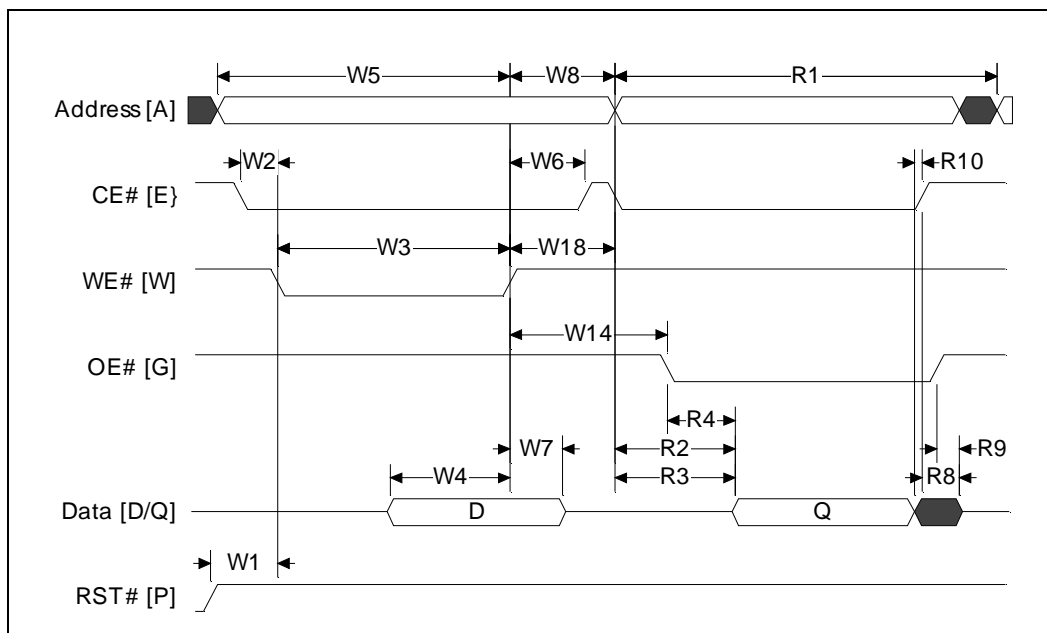 W5 W8 R1
Address [A]
W2 W6 R10
CE# [E}
W3 W18
WE# [W]
W14
OE# [G]
R4
W7 R2 R9
W4 R3 R8
Data [D/Q] D Q
W1
RST# [P]